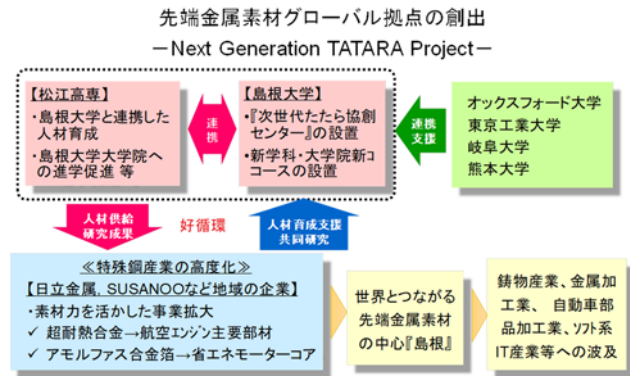 先端金属素材グローバル拠点の創出
－Next Generation TATARA Project－
【松江高専】
・島根大学と連携した
人材育成
・島根大学大学院へ
の進学促進 等
連携
【島根大学】
・『次世代たたら協創
センター』の設置
・新学科・大学院新コ
コースの設置
連携
支援
オックスフォード大学
東京工業大学
岐阜大学
熊本大学
人材供給
研究成果
好循環
人材育成支援
共同研究
≪特殊鋼産業の高度化≫
【日立金属, SUSANOOなど地域の企業】
・素材力を活かした事業拡大
✓ 超耐熱合金→航空エンジン主要部材
✓ アモルファス合金箔→省エネモーターコア
世界とつながる
先端金属素材
の中心『島根』
鋳物産業、金属加
工業、 自動車部
品加工業、ソフト系
IT産業等への波及